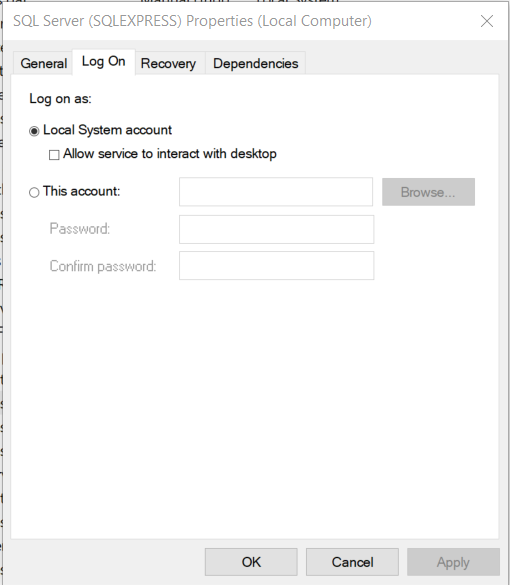 SQL Server (SQLEXPRESS) Properties (Local Computer)
General Log On Recovery Dependencies
Log on as:
Local System account
Allow service to interact with desktop
This account:
Browse...
Password:
Confirm password:
OK Cancel Apply